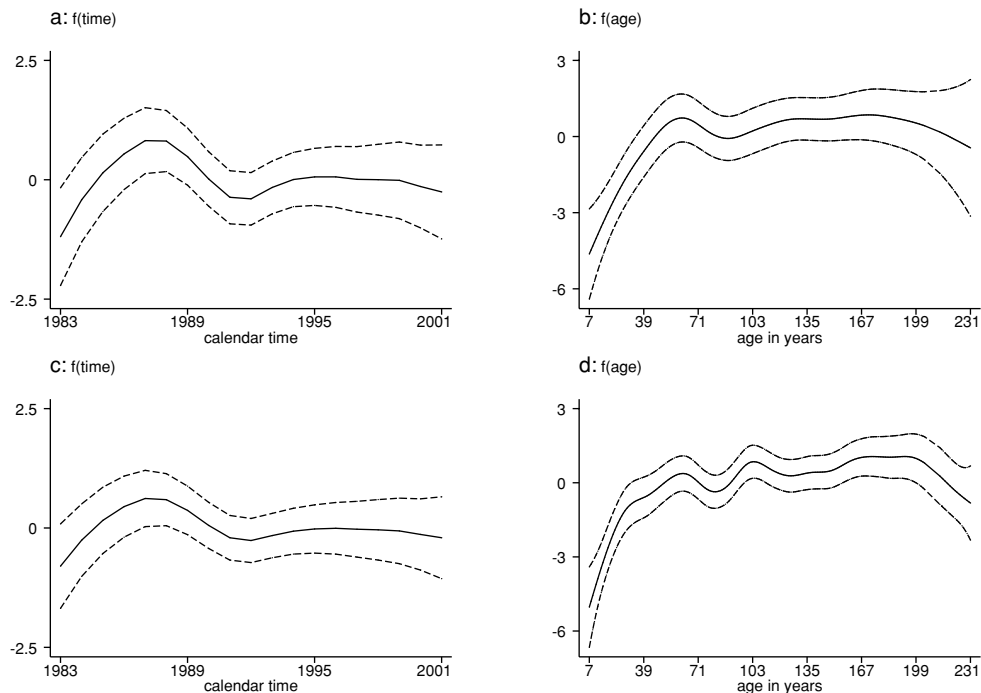 a: f(time)
2.5
0
-2.5
1983 1989 1995 2001
calendar time
b: f(age)
3
0
-3
-6
7 39 71 103 135 167 199 231
age in years
c: f(time)
2.5
0
-2.5
1983 1989 1995 2001
calendar time
d: f(age)
3
0
-3
-6
7 39 71 103 135 167 199 231
age in years